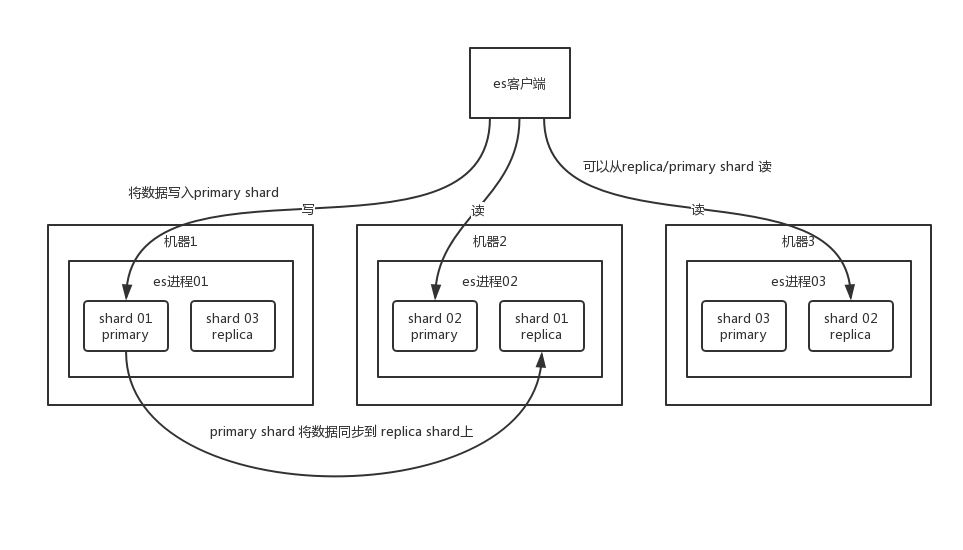 es客户端
可以从replica/primary shard 读
将数据写入primary shard
写
读
读
机器1
es进程01
shard 01
primary
shard 03
replica
机器2
es进程02
shard 02
primary
shard 01
replica
机器3
es进程03
shard 03
primary
shard 02
replica
primary shard 将数据同步到 replica shard上